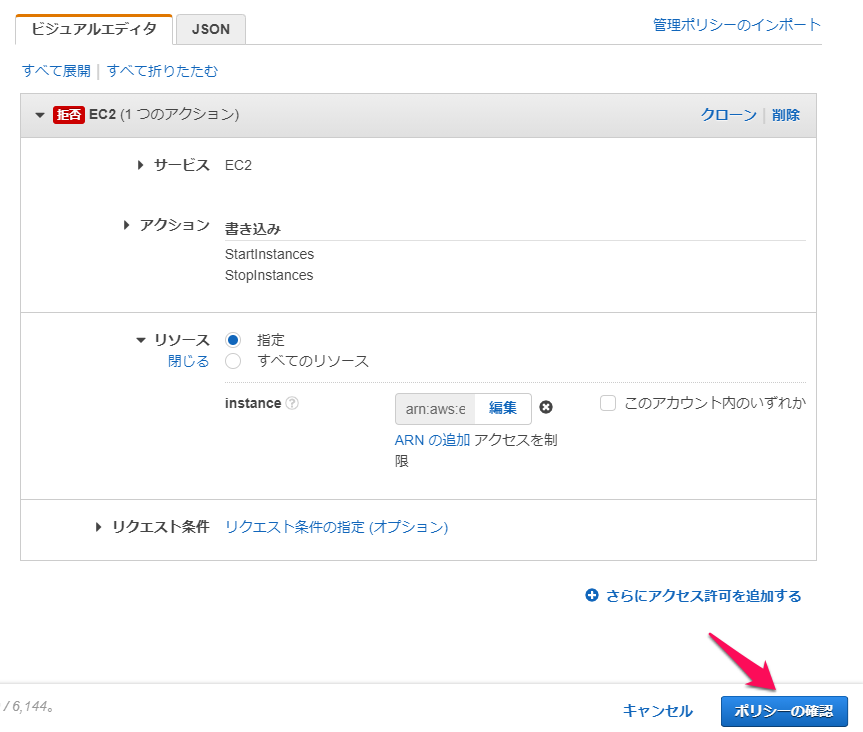 ビジュアルエディタ JSON 管理ポリシーのインポート
すべて展開 | すべて折りたたむ
拒否 EC2 (1 つのアクション) クローン | 削除
サービス EC2
アクション 書き込み
StartInstances
StopInstances
リソース 指定
閉じる すべてのリソース
instance ? arn:aws:e 編集 このアカウント内のいずれか
ARN の追加 アクセスを制
限
リクエスト条件 リクエスト条件の指定 (オプション)
さらにアクセス許可を追加する
/ 6,144。 キャンセル ポリシーの確認